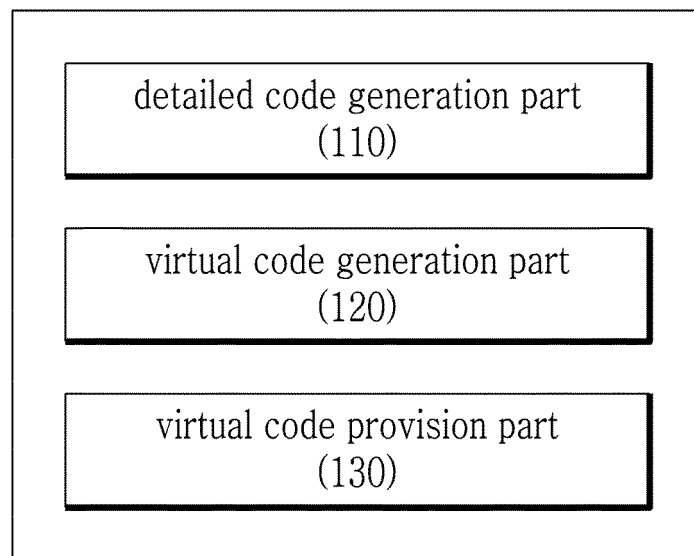 detailed code generation part
(110)
virtual code generation part
(120)
virtual code provision part
(130)